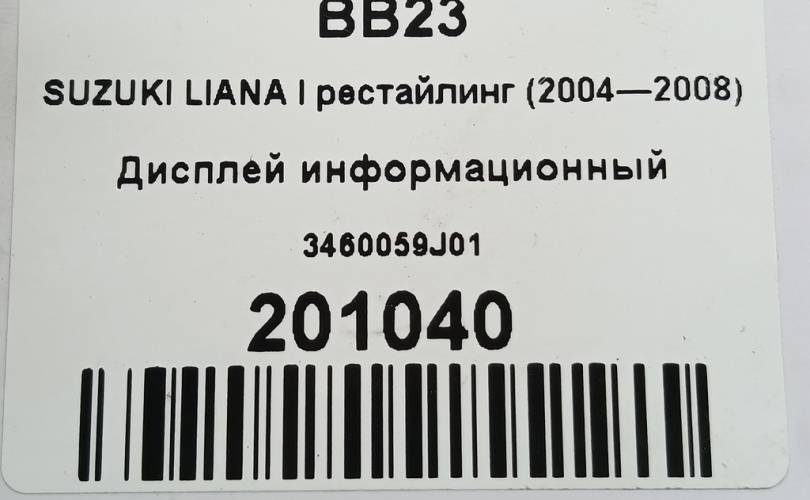 BB23
SUZUKI LIANA I рестайлинг (2004—2008)
Дисплей информационный
3460059J01
201040